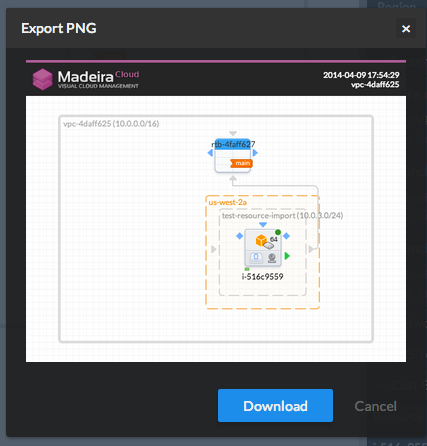 Export PNG
×
MadeiraCloud
VISUAL CLOUD MANAGEMENT
2014-04-09 17:54:29
vpc-4daff625
vpc-4daff625 (10.0.0.0/16)
rtb-4faff627
main
us-west-2a
test-resource-import (10.0.3.0/24)
64
i-516c9559
Download
Cancel